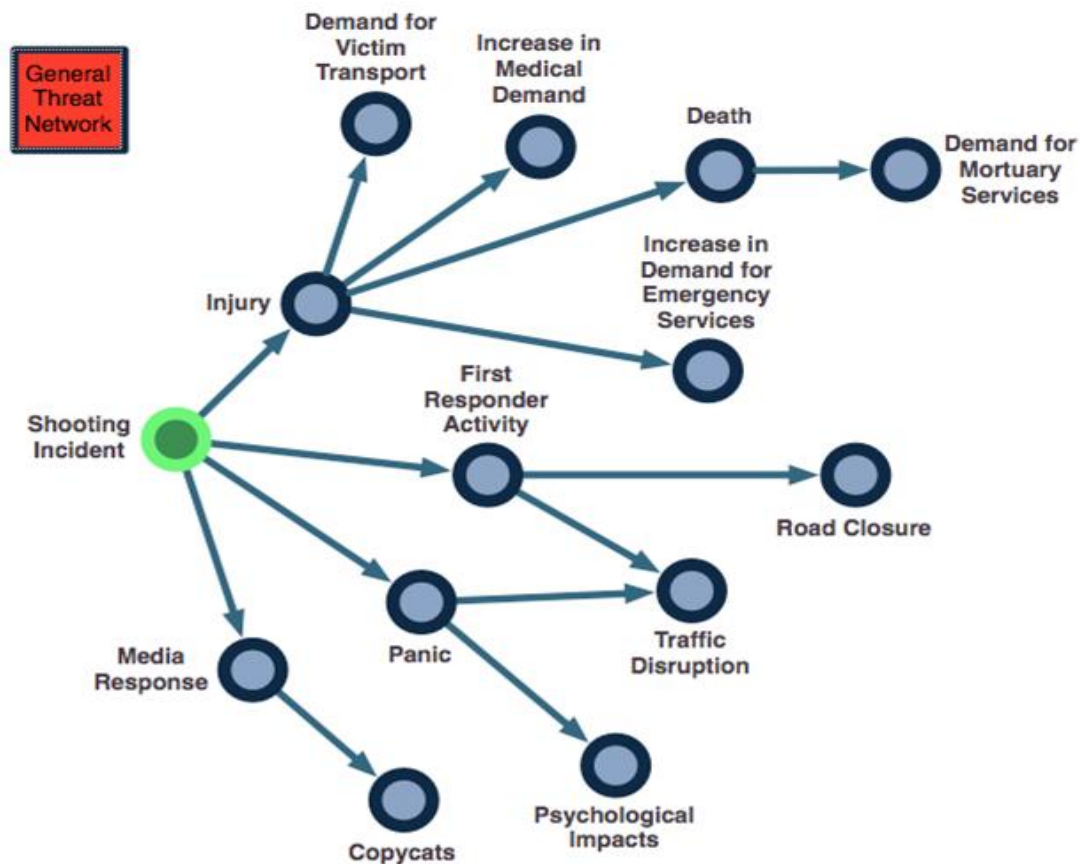 General
Threat
Network
Demand for
Victim
Transport
Increase in
Medical
Demand
Death
Demand for
Mortuary
Services
Injury
Increase in
Demand for
Emergency
Services
First
Responder
Activity
Shooting
Incident
Road Closure
Media
Response
Panic
Traffic
Disruption
Copycats
Psychological
Impacts